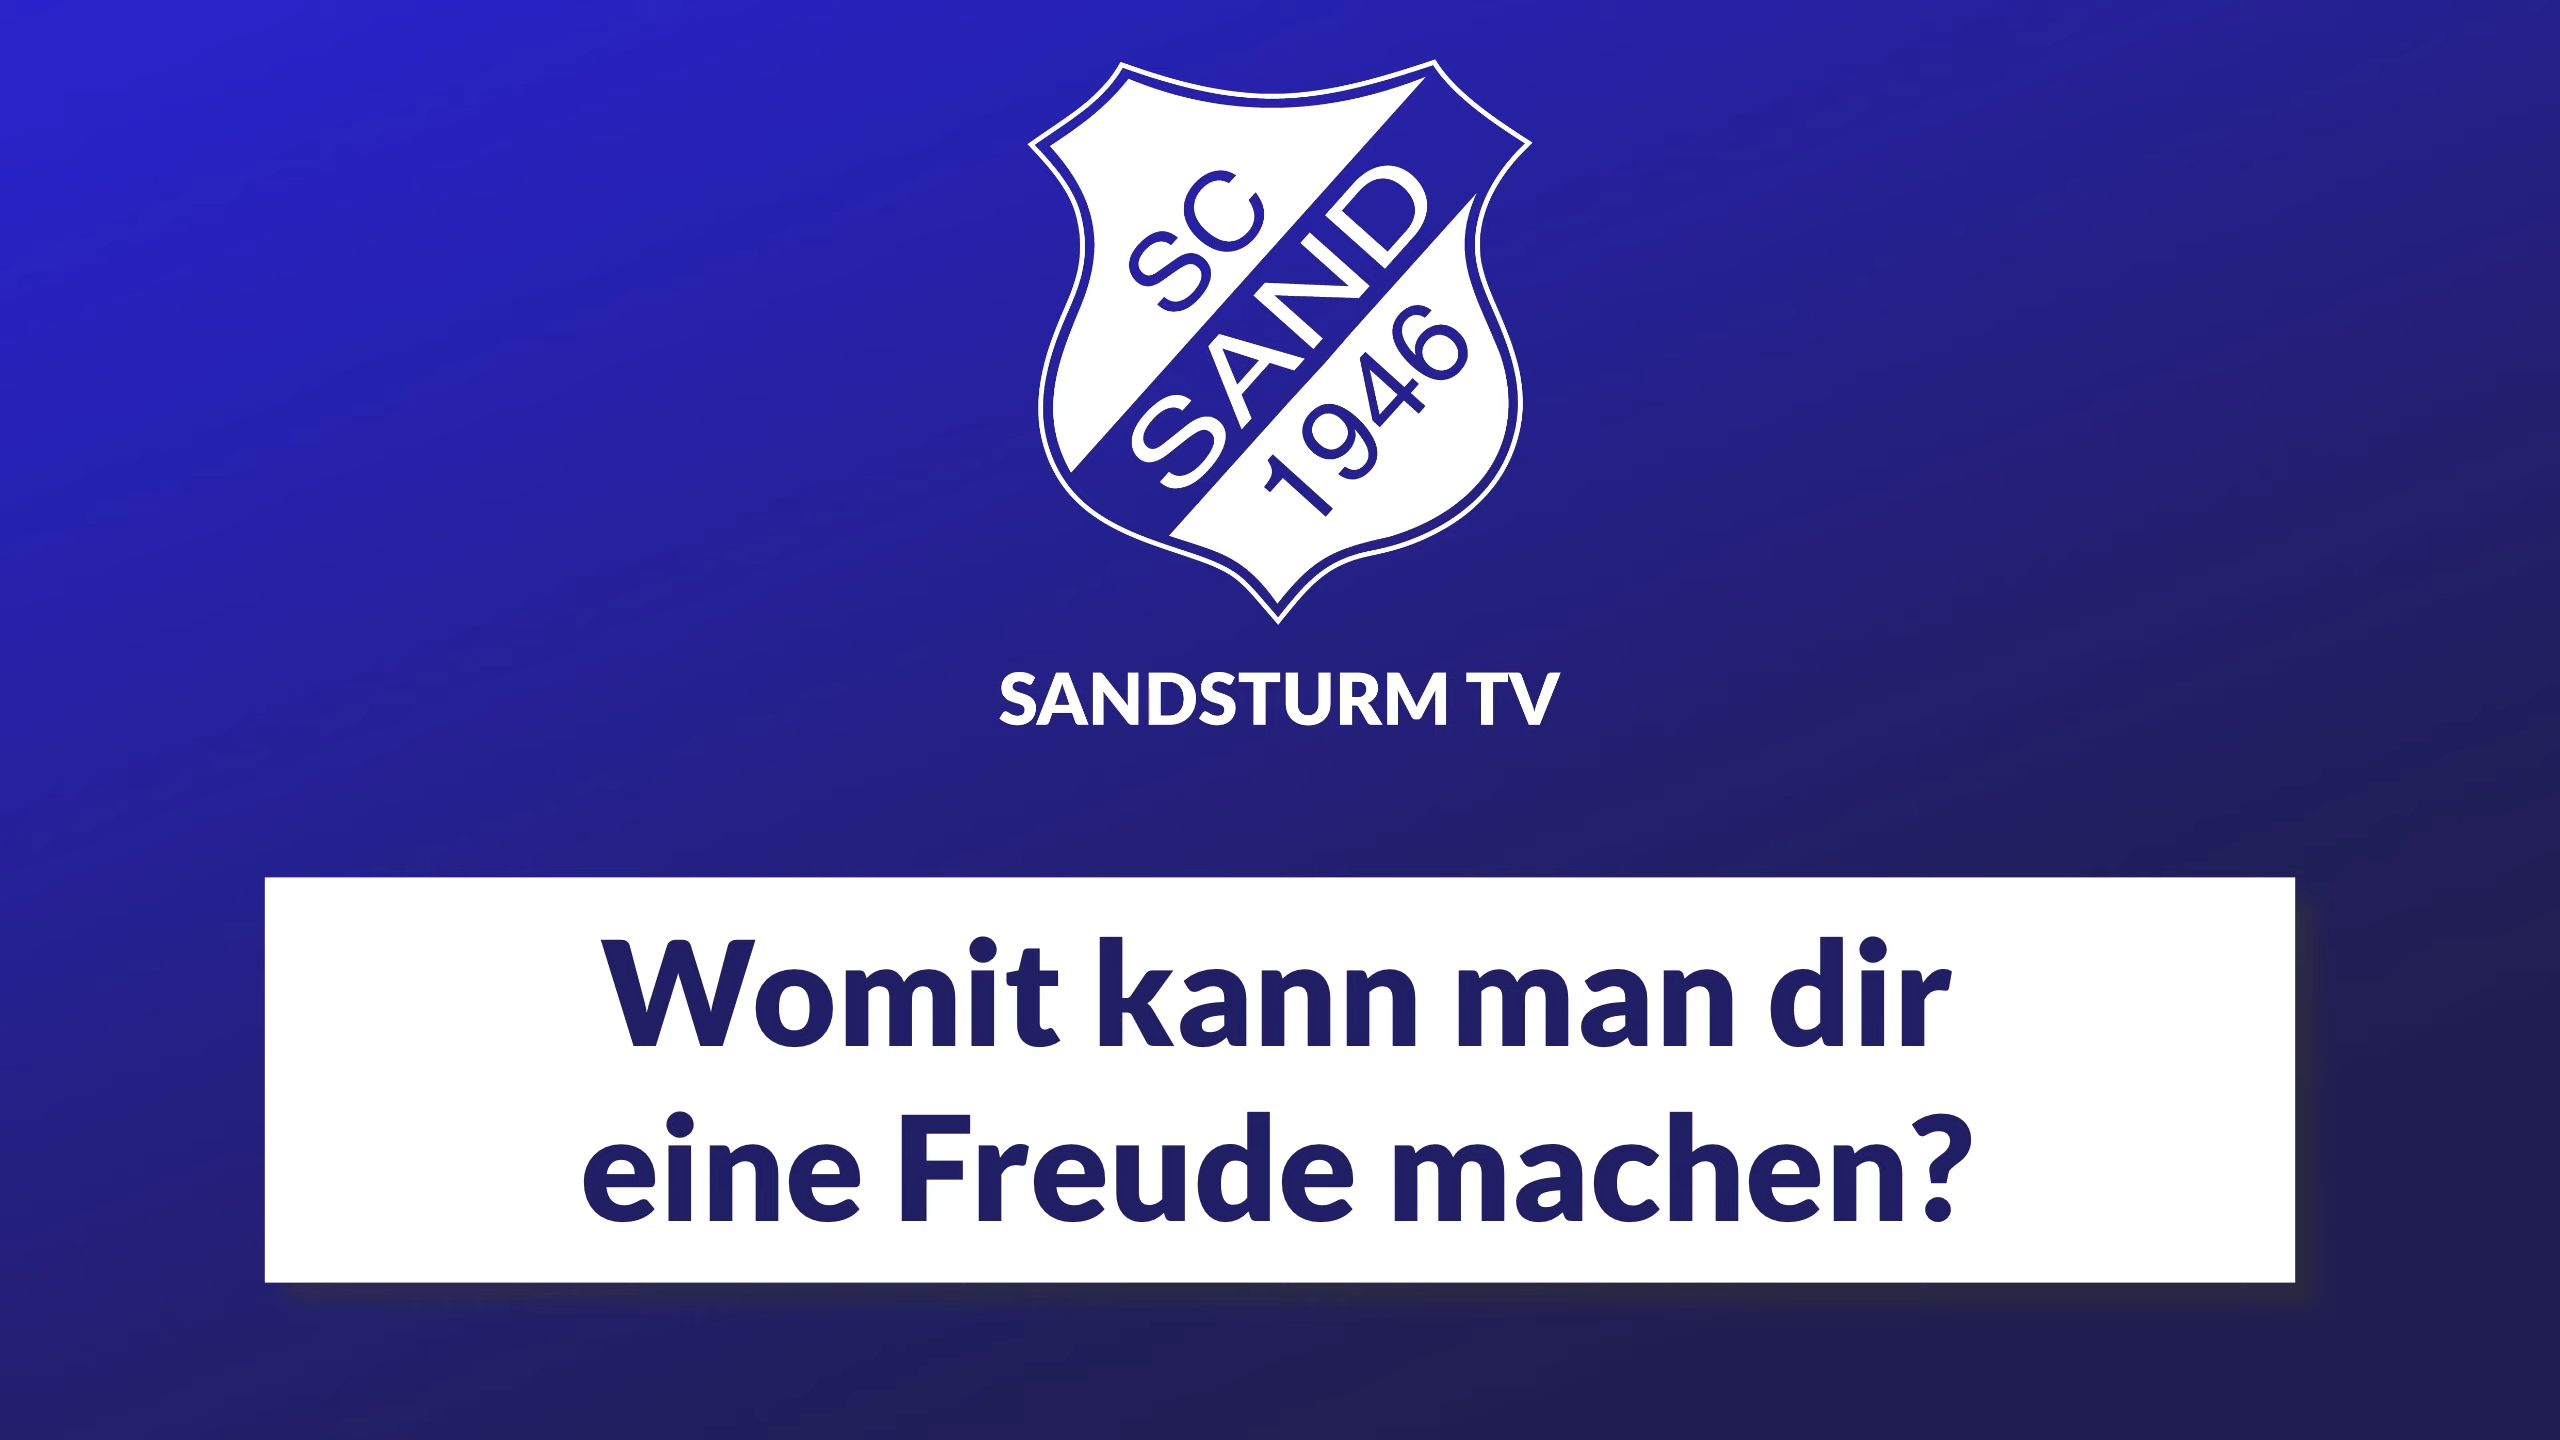 SC
SAND
1946
SANDSTURM TV
Womit kann man dir
eine Freude machen?